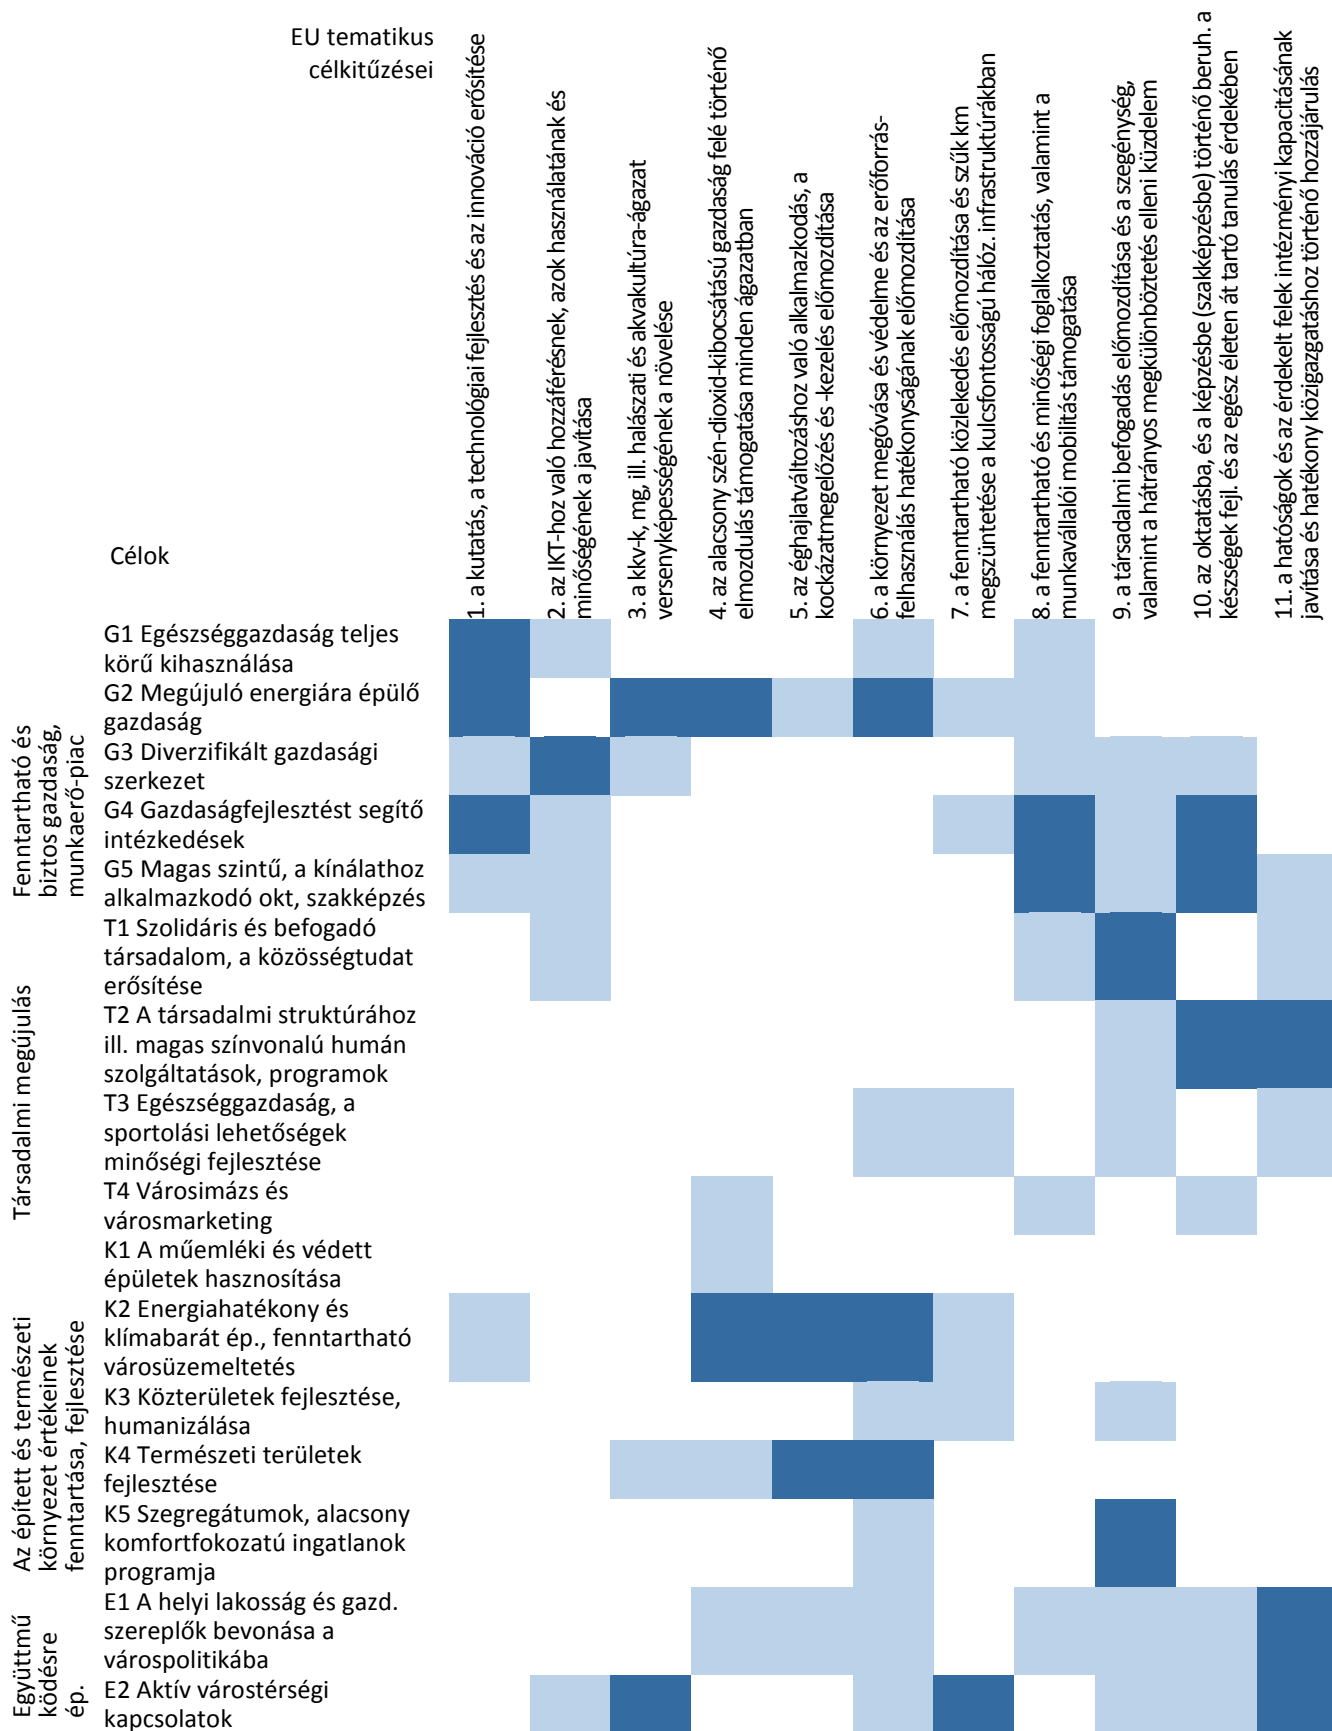 EU tematikus
célkitűzései
1. a kutatás, a technológiai fejlesztés és az innováció erősítése
2. az IKT-hoz való hozzáférésnek, azok használatának és
minőségének a javítása
3. a kkv-k, mg, ill. halászati és akvakultúra-ágazat
versenyképességének a növelése
4. az alacsony szén-dioxid-kibocsátású gazdaság felé történő
elmozdulás támogatása minden ágazatban
5. az éghajlatváltozáshoz való alkalmazkodás, a
kockázatmegelőzés és -kezelés előmozdítása
6. a környezet megóvása és védelme és az erőforrás-
felhasználás hatékonyságának előmozdítása
7. a fenntartható közlekedés előmozdítása és szűk km
megszüntetése a kulcsfontosságú hálóz. infrastruktúrákban
8. a fenntartható és minőségi foglalkoztatás, valamint a
munkavállalói mobilitás támogatása
9. a társadalmi befogadás előmozdítása és a szegénység,
valamint a hátrányos megkülönböztetés elleni küzdelem
10. az oktatásba, és a képzésbe (szakképzésbe) történő beruh. a
készségek fejl. és az egész életen át tartó tanulás érdekében
11. a hatóságok és az érdekelt felek intézményi kapacitásának
javítása és hatékony közigazgatáshoz történő hozzájárulás
Célok
Fenntartható és
biztos gazdaság,
munkaerő-piac
G1 Egészséggazdaság teljes
körű kihasználása
G2 Megújuló energiára épülő
gazdaság
G3 Diverzifikált gazdasági
szerkezet
G4 Gazdaságfejlesztést segítő
intézkedések
G5 Magas szintű, a kínálathoz
alkalmazkodó okt, szakképzés
Társadalmi megújulás
T1 Szolidáris és befogadó
társadalom, a közösségtudat
erősítése
T2 A társadalmi struktúrához
ill. magas színvonalú humán
szolgáltatások, programok
T3 Egészséggazdaság, a
sportolási lehetőségek
minőségi fejlesztése
T4 Városimázs és
városmarketing
Az épített és természeti
környezet értékeinek
fenntartása, fejlesztése
K1 A műemléki és védett
épületek hasznosítása
K2 Energiahatékony és
klímabarát ép., fenntartható
városüzemeltetés
K3 Közterületek fejlesztése,
humanizálása
K4 Természeti területek
fejlesztése
K5 Szegregátumok, alacsony
komfortfokozatú ingatlanok
programja
Együttmű
ködésre
ép.
E1 A helyi lakosság és gazd.
szereplők bevonása a
várospolitikába
E2 Aktív várostérségi
kapcsolatok